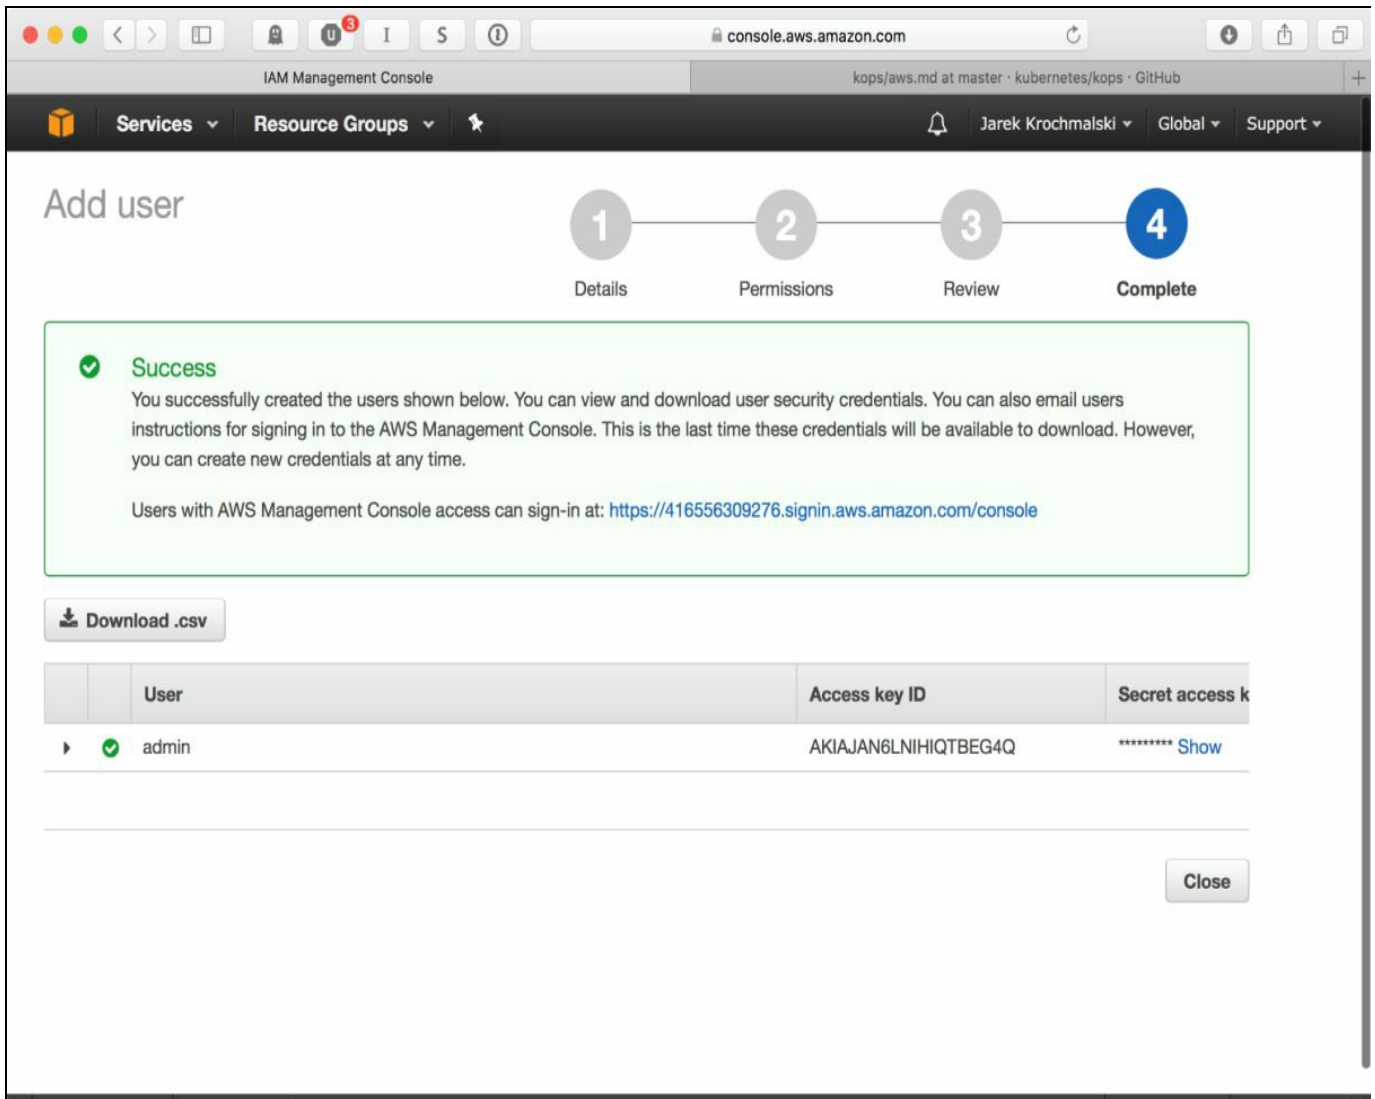 3
I
S
console.aws.amazon.com
IAM Management Console
kops/aws.md at master · kubernetes/kops · GitHub
+
Services
Resource Groups
Jarek Krochmalski
Global
Support
Add user
1
2
3
4
Details
Permissions
Review
Complete
Success
You successfully created the users shown below. You can view and download user security credentials. You can also email users
instructions for signing in to the AWS Management Console. This is the last time these credentials will be available to download. However,
you can create new credentials at any time.
Users with AWS Management Console access can sign-in at: https://416556309276.signin.aws.amazon.com/console
Download .csv
User
Access key ID
Secret access k
admin
AKIAJAN6LNIHIQTBEG4Q
********* Show
Close